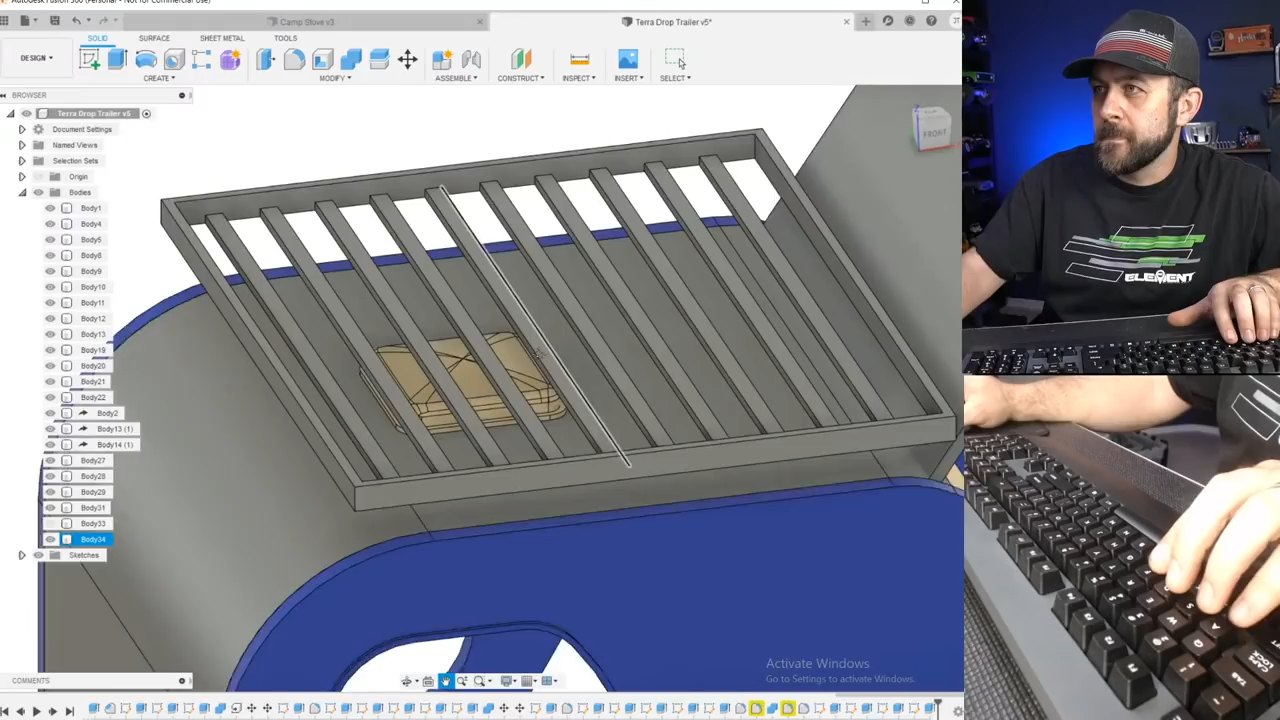 Autodesk Fusion 360 (Personal - Not for Commercial Use)
Camp Stove v3
Terra Drop Trailer v5*
SOLID SURFACE SHEET METAL TOOLS
DESIGN
CREATE MODIFY ASSEMBLE CONSTRUCT INSPECT INSERT SELECT
BROWSER
Terra Drop Trailer v5
Document Settings
Named Views
Selection Sets
Origin
Bodies
Body1
Body4
Body5
Body8
Body9
Body10
Body11
Body12
Body13
Body19
Body20
Body21
Body22
Body2
Body13 (1)
Body14 (1)
Body27
Body28
Body29
Body31
Body33
Body34
Sketches
FRONT
COMMENTS
Activate Windows
Go to Settings to activate Windows.
ELEMENT